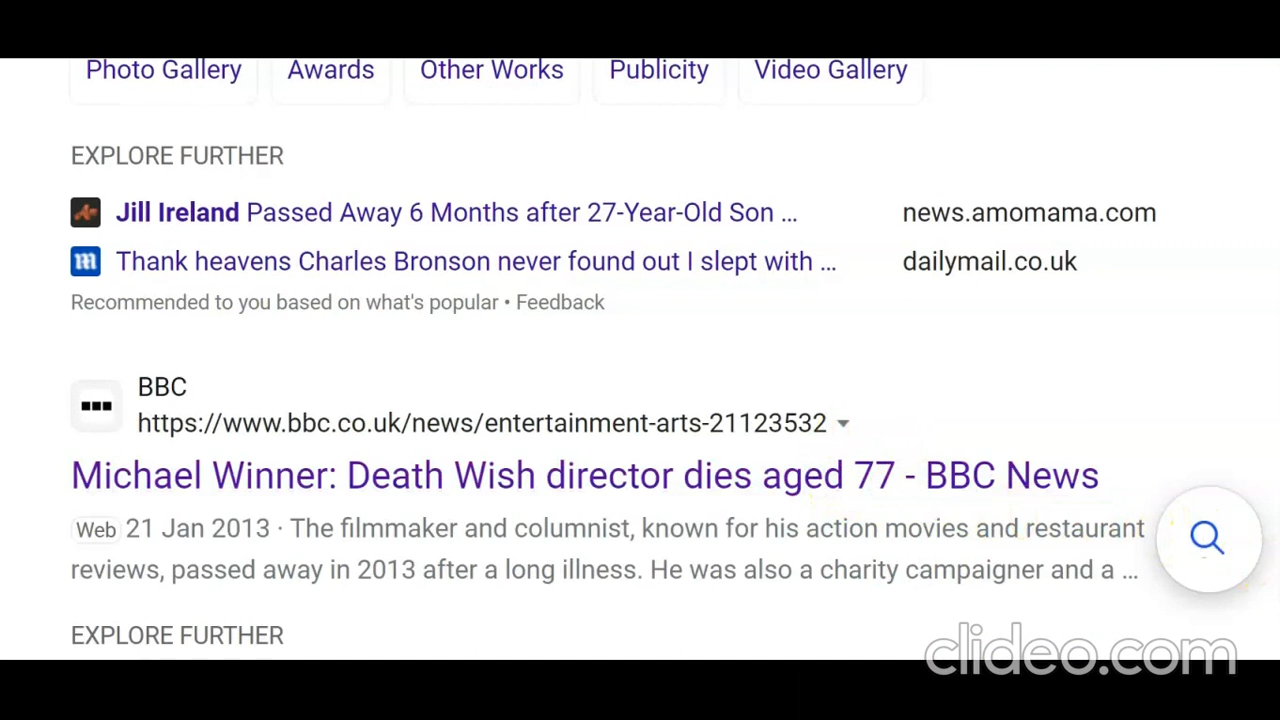 Photo Gallery Awards Other Works Publicity Video Gallery
EXPLORE FURTHER
Jill Ireland Passed Away 6 Months after 27-Year-Old Son ... news.amomama.com
Thank heavens Charles Bronson never found out I slept with ... dailymail.co.uk
Recommended to you based on what's popular • Feedback
BBC
https://www.bbc.co.uk/news/entertainment-arts-21123532
Michael Winner: Death Wish director dies aged 77 - BBC News
Web 21 Jan 2013 · The filmmaker and columnist, known for his action movies and restaurant
reviews, passed away in 2013 after a long illness. He was also a charity campaigner and a ...
EXPLORE FURTHER
clideo.com